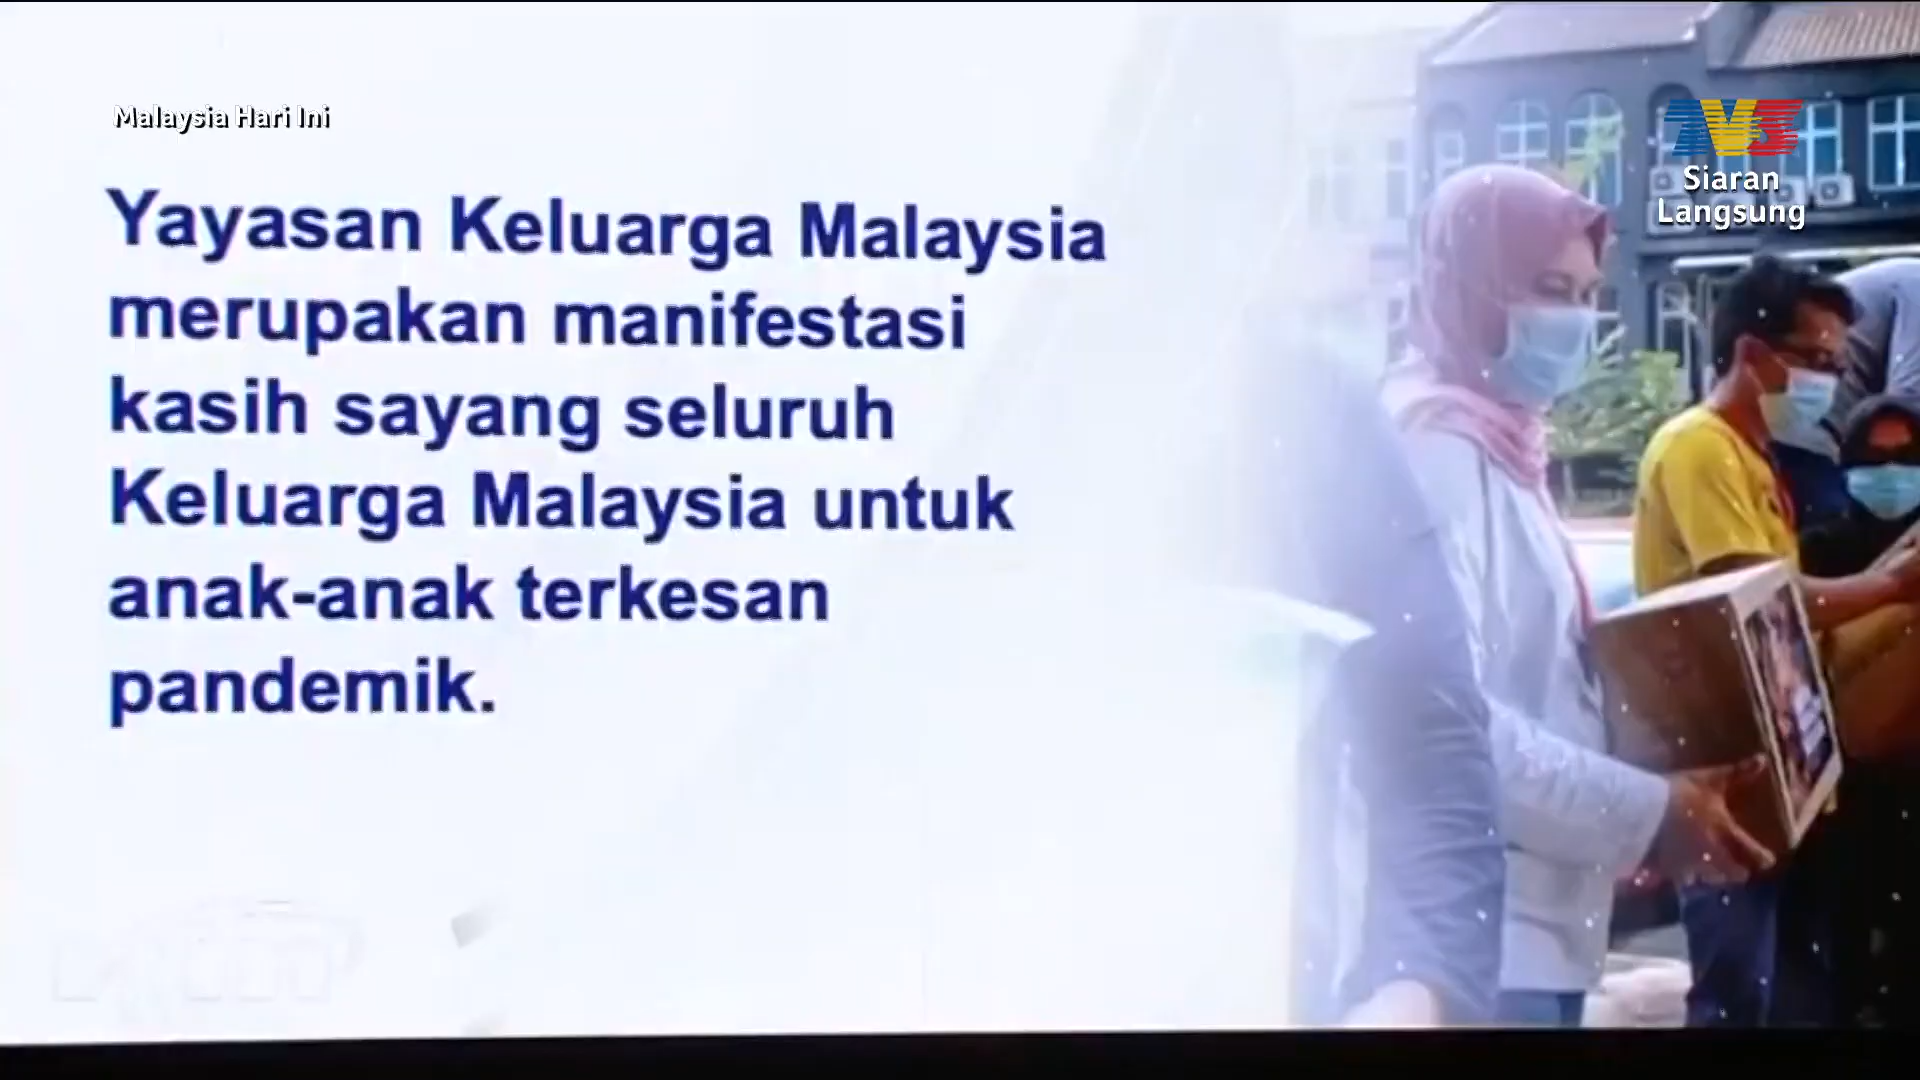 Malaysia Hari Ini
TV3
Siaran
Langsung
Yayasan Keluarga Malaysia
merupakan manifestasi
kasih sayang seluruh
Keluarga Malaysia untuk
anak-anak terkesan
pandemik.